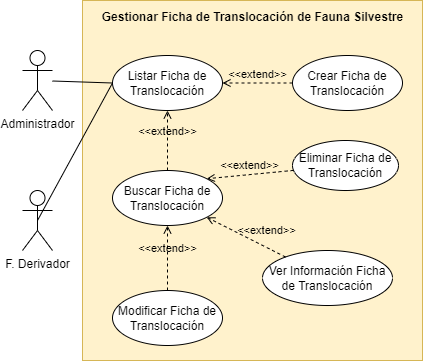 Gestionar Ficha de Translocación de Fauna Silvestre
Listar Ficha de
Translocación
<<extend>>
Crear Ficha de
Translocación
Administrador
<<extend>>
Eliminar Ficha de
Translocación
<<extend>>
Buscar Ficha de
Translocación
F. Derivador
<<extend>>
<<extend>>
Ver Información Ficha
de Translocación
Modificar Ficha de
Translocación